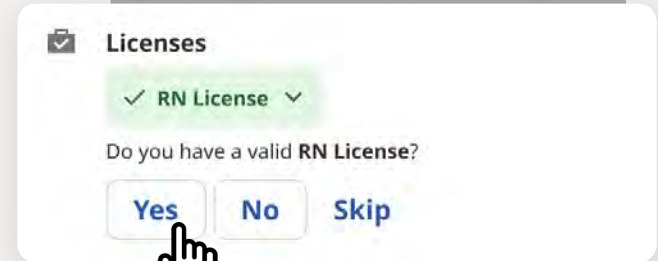 Licenses
RN License
Do you have a valid RN License?
Yes No Skip